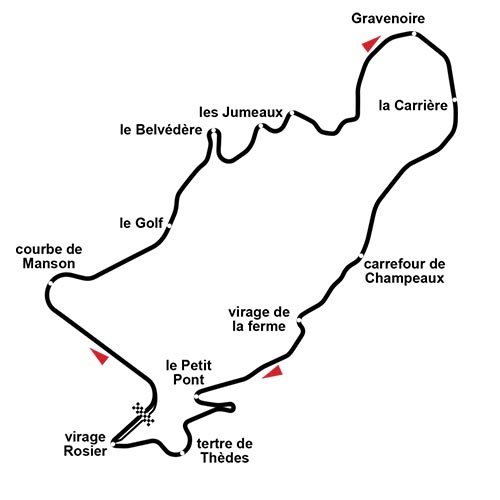 Gravenoire
la Carrière
les Jumeaux
le Belvédère
le Golf
courbe de
Manson
carrefour de
Champeaux
virage de
la ferme
le Petit
Pont
virage
Rosier
tertre de
Thèdes